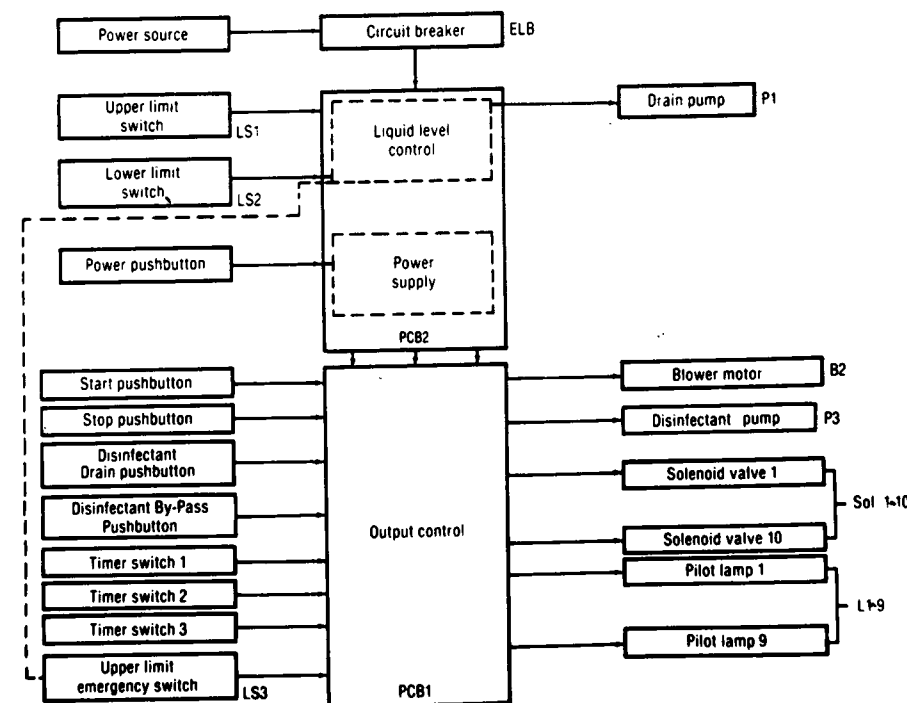 Power source
Circuit breaker
ELB
Upper limit
switch
LS1
Liquid level
control
Drain pump
P1
Lower limit
switch
LS2
Power pushbutton
Power
supply
PCB2
Start pushbutton
Blower motor
B2
Stop pushbutton
Disinfectant pump
P3
Disinfectant
Drain pushbutton
Solenoid valve 1
Sol 1~10
Disinfectant By-Pass
Pushbutton
Output control
Solenoid valve 10
Timer switch 1
Pilot lamp 1
Timer switch 2
L1~9
Timer switch 3
Pilot lamp 9
Upper limit
emergency switch
LS3
PCB1